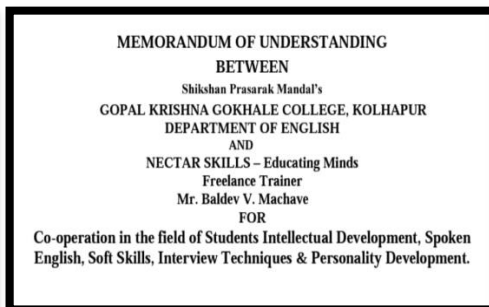 MEMORANDUM OF UNDERSTANDING
BETWEEN
Shikshan Prasarak Mandal's
GOPAL KRISHNA GOKHALE COLLEGE, KOLHAPUR
DEPARTMENT OF ENGLISH
AND
NECTAR SKILLS – Educating Minds
Freelance Trainer
Mr. Baldev V. Machave
FOR
Co-operation in the field of Students Intellectual Development, Spoken
English, Soft Skills, Interview Techniques & Personality Development.